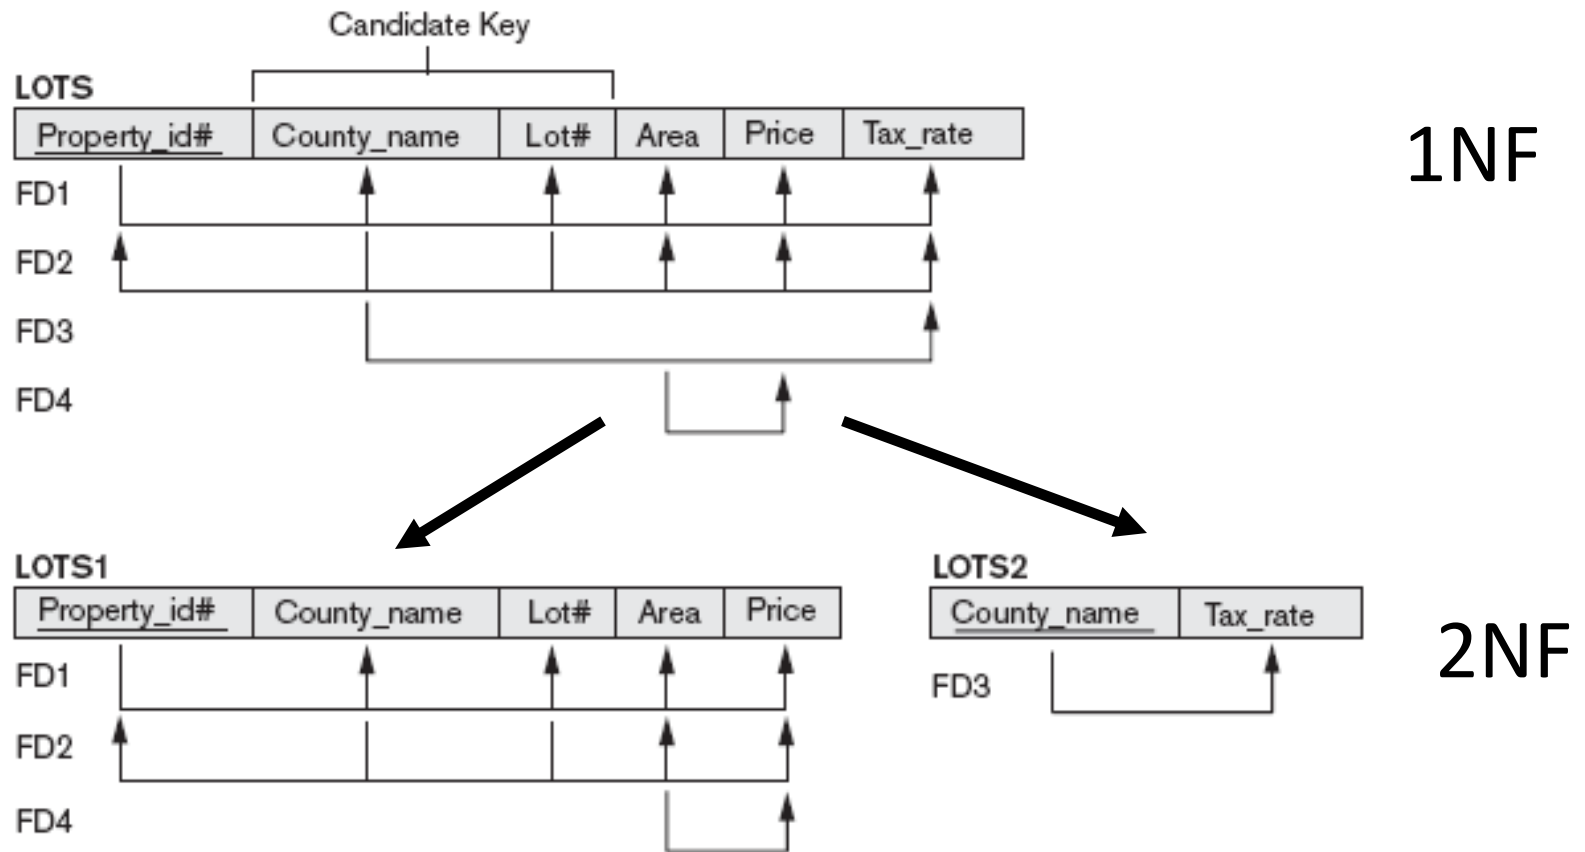 Candidate Key
LOTS
Property_id# County_name Lot# Area Price Tax_rate
1NF
FD1
FD2
FD3
FD4
LOTS1
Property_id# County_name Lot# Area Price
FD1
FD2
FD4
LOTS2
County_name Tax_rate
FD3
2NF